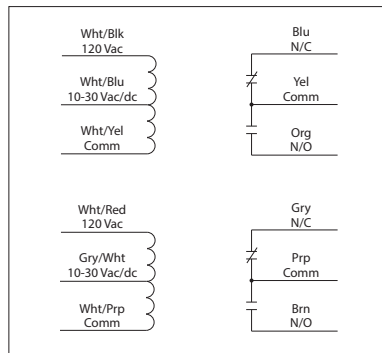 Wht/Blk
120 Vac
Wht/Blu
10-30 Vac/dc
Wht/Yel
Comm
Blu
N/C
Yel
Comm
Org
N/O
Wht/Red
120 Vac
Gry/Wht
10-30 Vac/dc
Wht/Prp
Comm
Gry
N/C
Prp
Comm
Brn
N/O